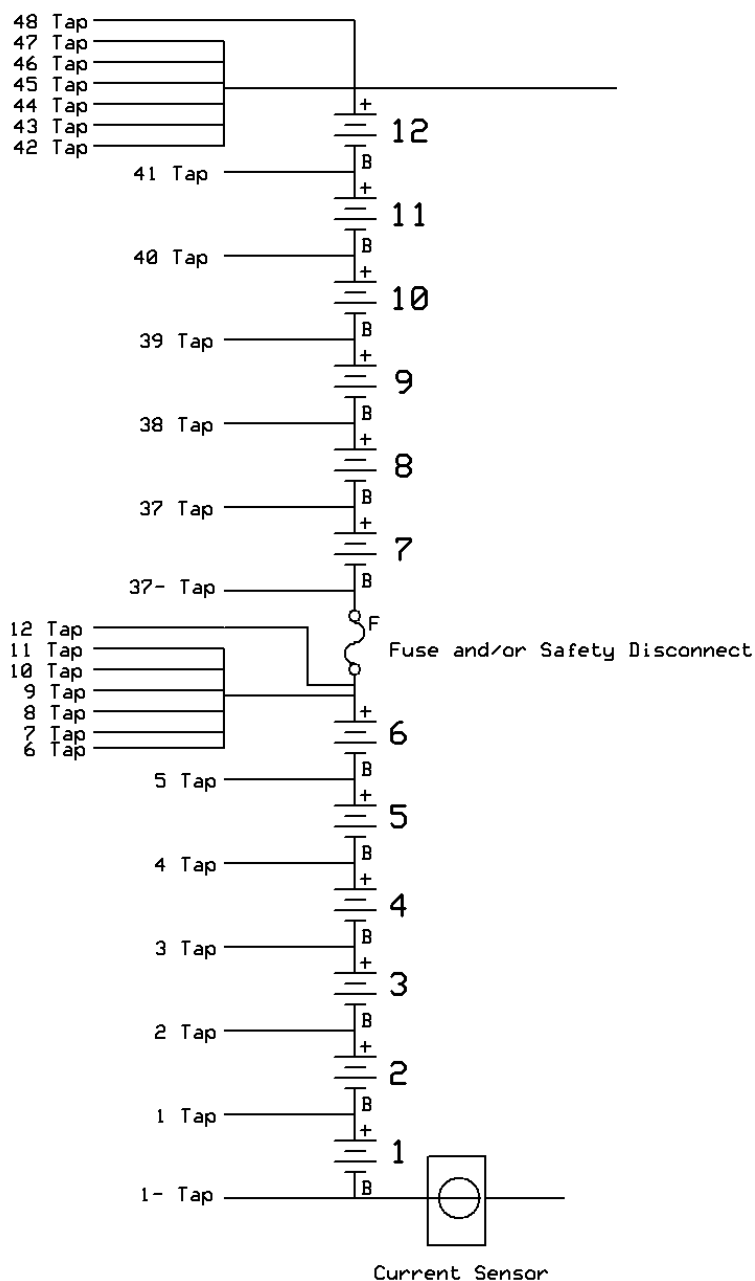 48 Tap
47 Tap
46 Tap
45 Tap
44 Tap
43 Tap
42 Tap
+
12
B
41 Tap
+
11
B
40 Tap
+
10
B
39 Tap
+
9
B
38 Tap
+
8
B
37 Tap
+
7
B
37- Tap
F
12 Tap
Fuse and/or Safety Disconnect
11 Tap
10 Tap
9 Tap
8 Tap
7 Tap
6 Tap
+
6
B
5 Tap
+
5
B
4 Tap
+
4
B
3 Tap
+
3
B
2 Tap
+
2
B
1 Tap
+
1
B
1- Tap
Current Sensor